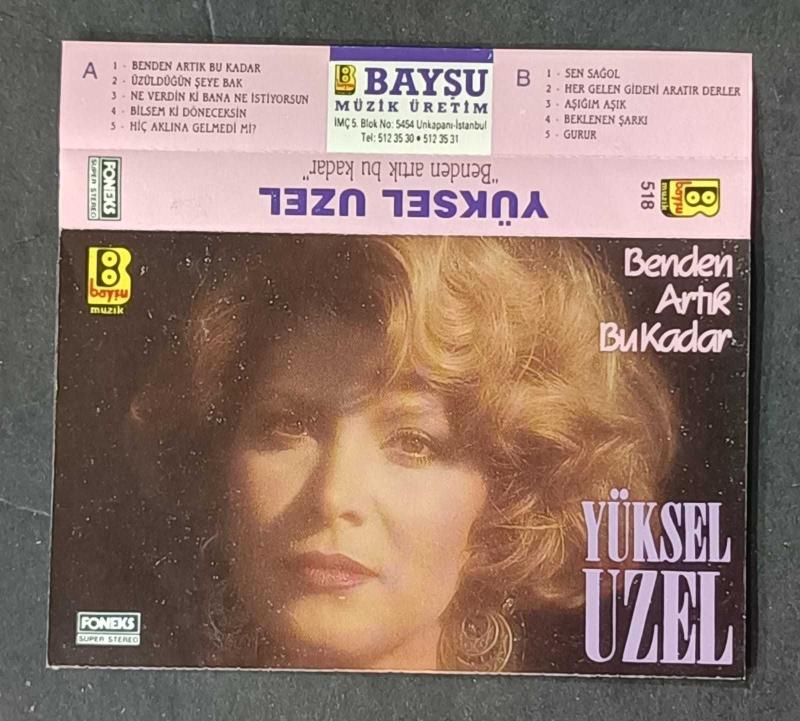 A
1 - BENDEN ARTIK BU KADAR
2 - ÜZÜLDÜĞÜN ŞEYE BAK
3 - NE VERDİN Kİ BANA NE İSTİYORSUN
4 - BİLSEM Kİ DÖNECEKSİN
5 - HİÇ AKLINA GELMEDİ Mİ?
B BAYŞU
MÜZİK ÜRETİM
İMÇ 5. Blok No: 5454 Unkapanı-İstanbul
Tel: 512 35 30 • 512 35 31
B
1 - SEN SAĞOL
2 - HER GELEN GİDENİ ARATIR DERLER
3 - AŞIĞIM AŞIK
4 - BEKLENEN ŞARKI
5 - GURUR
FONEKS
SUPER STEREO
"Benden artık bu kadar"
YÜKSEL UZEL
518
B
bayşu
müzik
B
bayşu
müzik
Benden
Artık
Bu Kadar
YÜKSEL
UZEL
FONEKS
SUPER STEREO